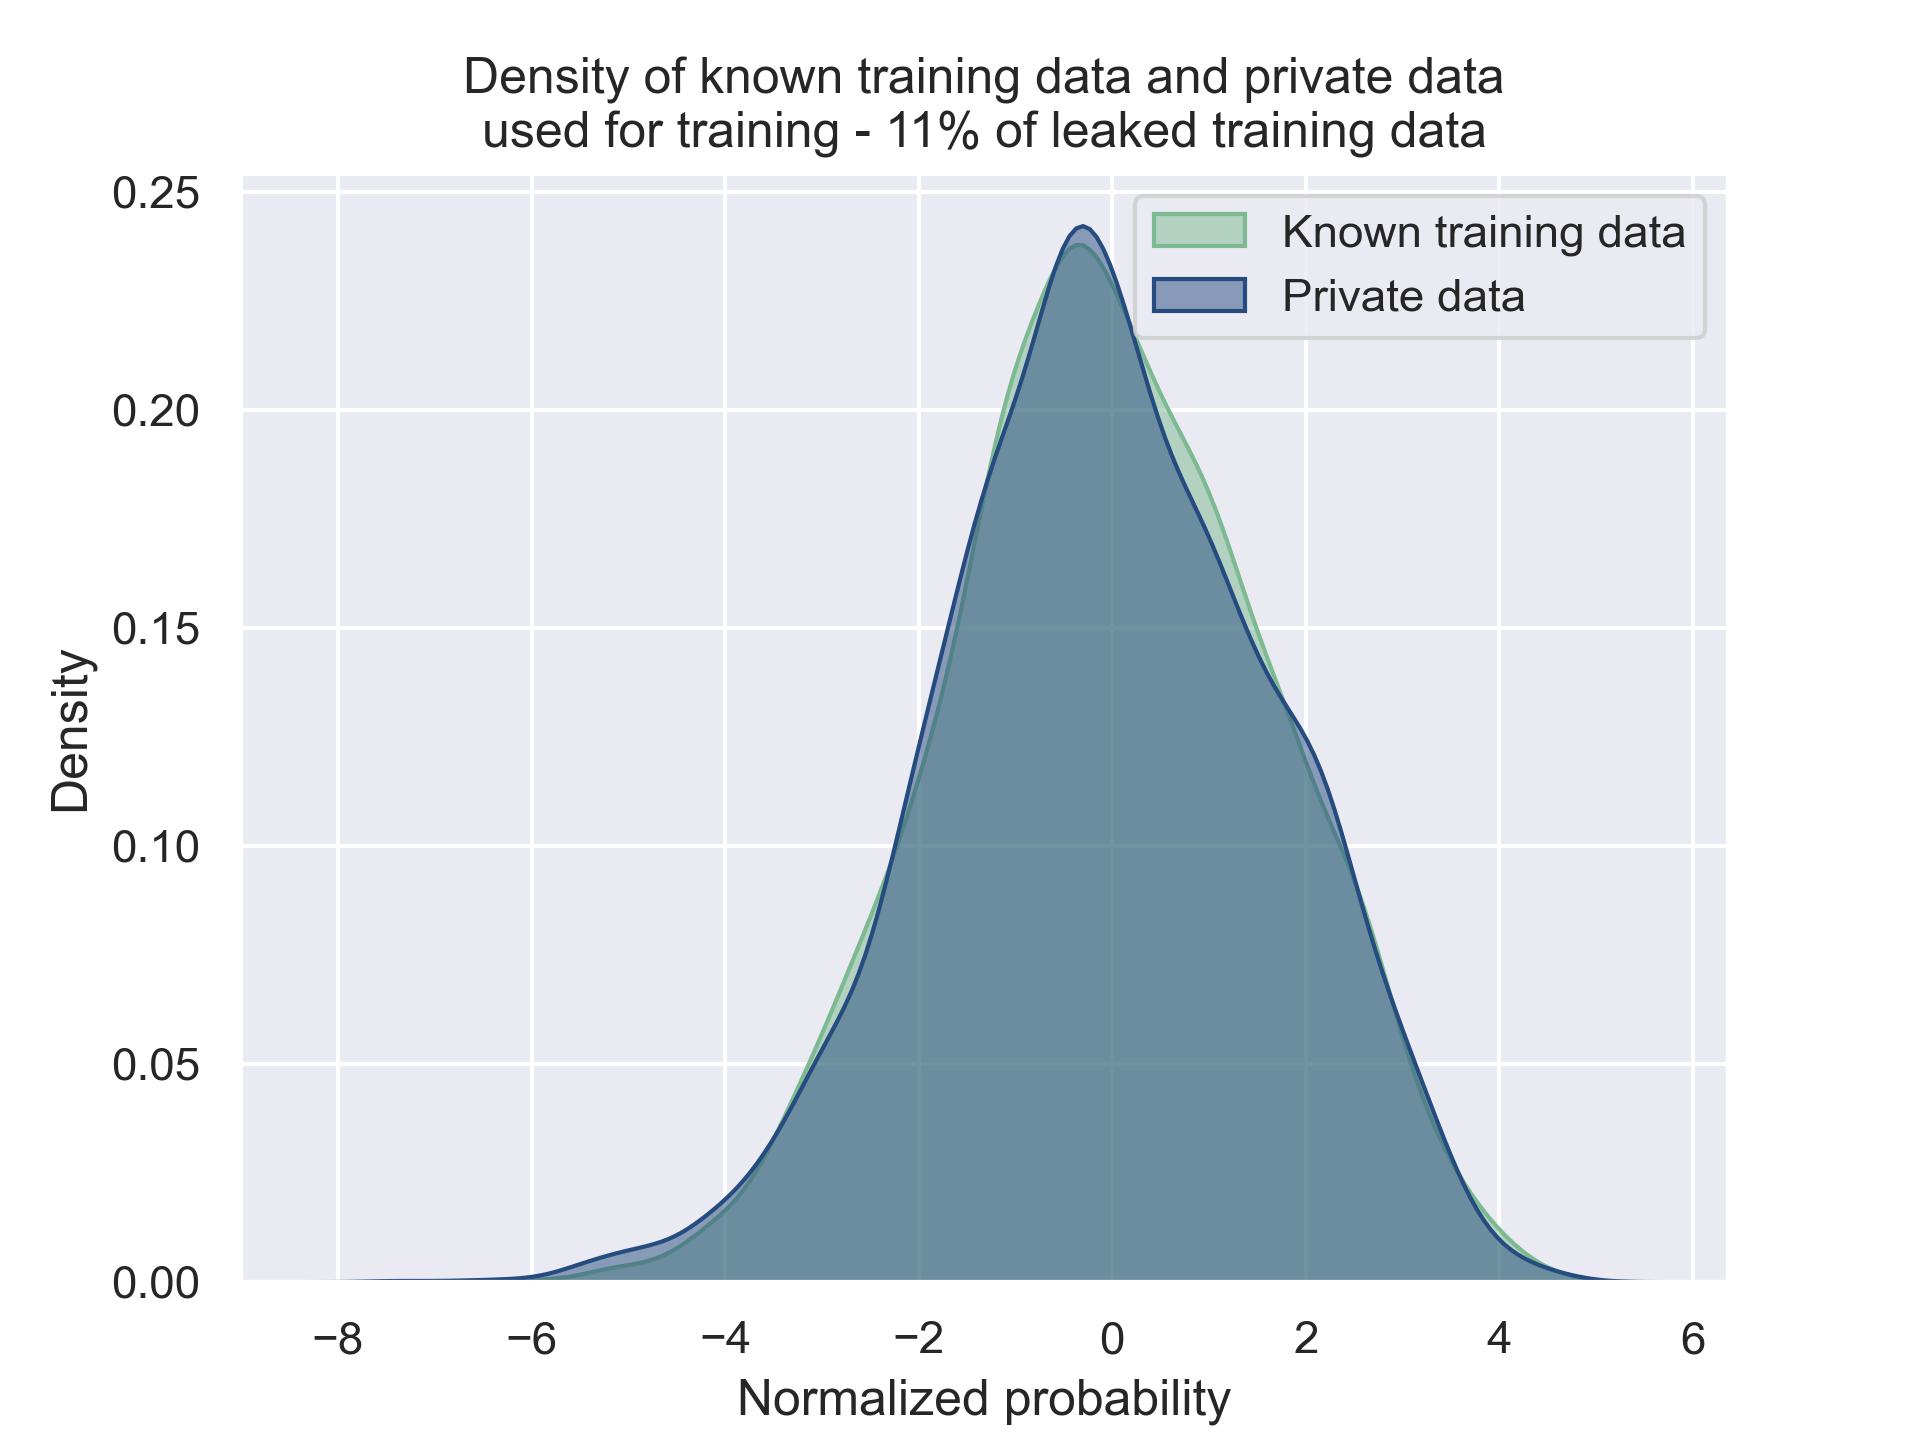 Density of known training data and private data
used for training - 11% of leaked training data
Known training data
Private data
0.25
0.20
0.15
0.10
0.05
0.00
Density
−8 −6 −4 −2 0 2 4 6
Normalized probability